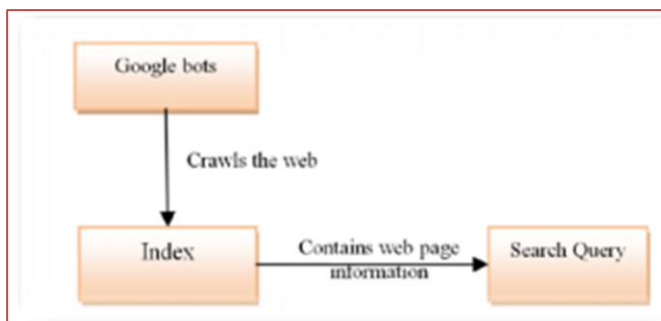 Google bots
Crawls the web
Index
Contains web page
information
Search Query